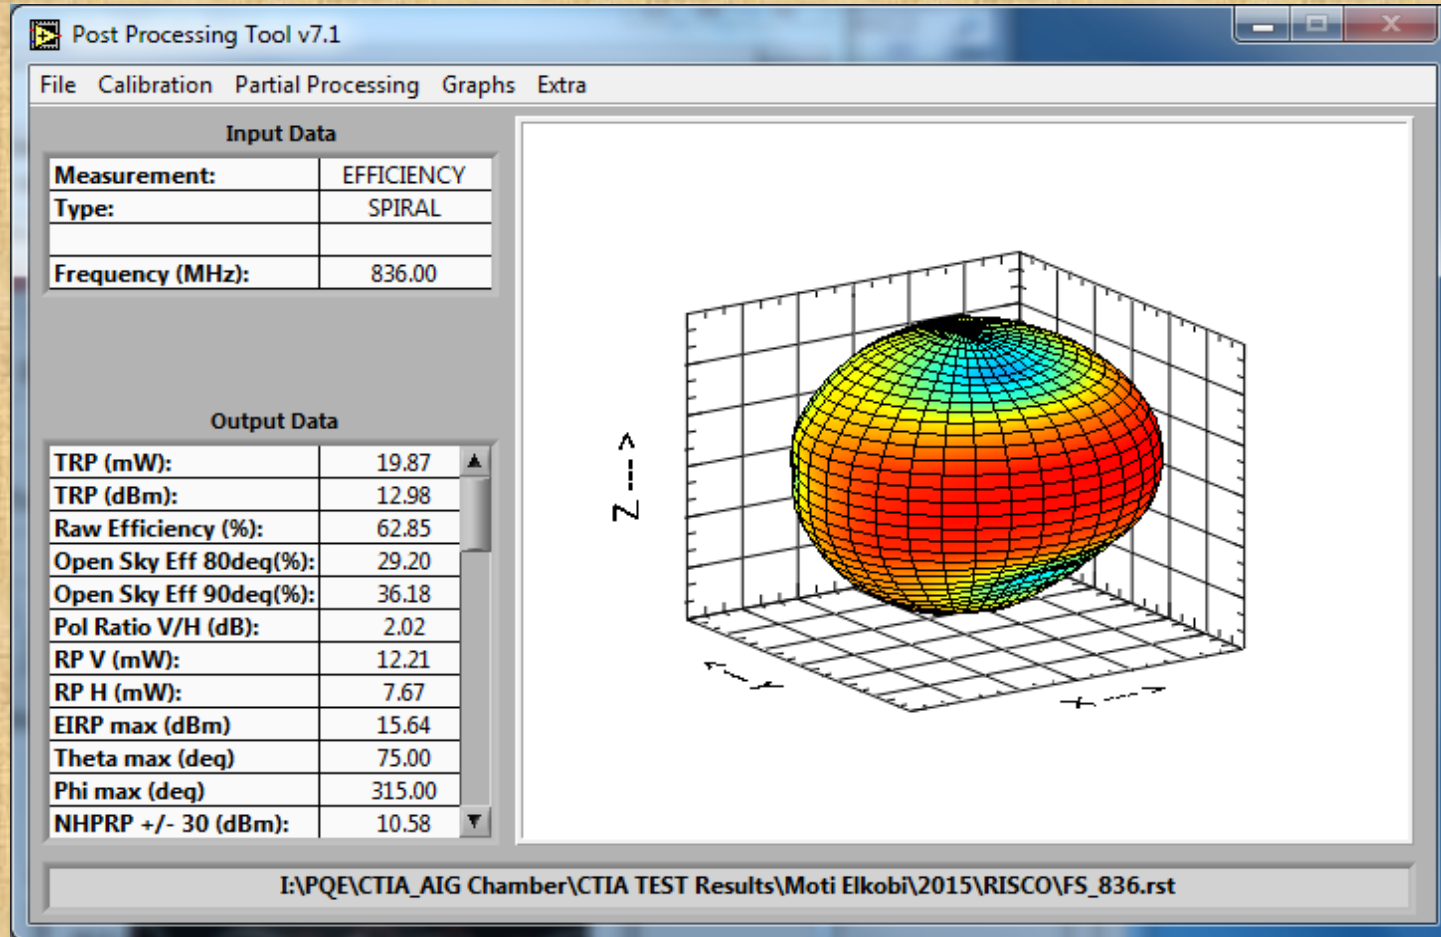 Post Processing Tool v7.1
File Calibration Partial Processing Graphs Extra
Input Data
Measurement: EFFICIENCY
Type: SPIRAL
Frequency (MHz): 836.00
Output Data
TRP (mW): 19.87
TRP (dBm): 12.98
Raw Efficiency (%): 62.85
Open Sky Eff 80deg(%): 29.20
Open Sky Eff 90deg(%): 36.18
Pol Ratio V/H (dB): 2.02
RP V (mW): 12.21
RP H (mW): 7.67
EIRP max (dBm) 15.64
Theta max (deg) 75.00
Phi max (deg) 315.00
NHPRP +/- 30 (dBm): 10.58
Z --- >
< --- Y
X --- >
I:\PQE\CTIA_AIG Chamber\CTIA TEST Results\Moti Elkobi\2015\RISCO\FS_836.rst